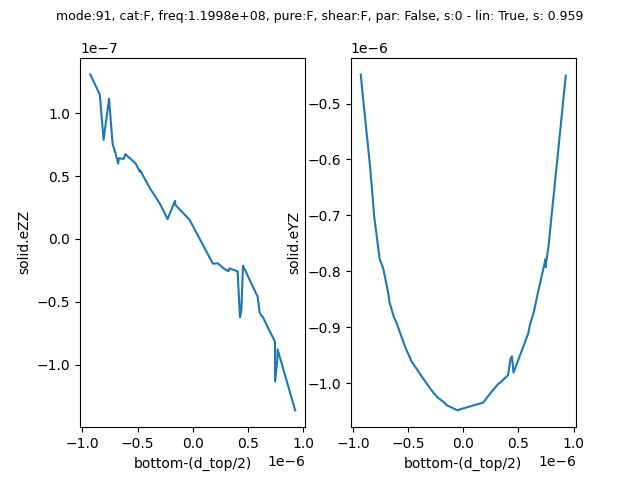 mode:91, cat:F, freq:1.1998e+08, pure:F, shear:F, par: False, s:0 - lin: True, s: 0.959
1e−7
1.0
0.5
0.0
−0.5
−1.0
solid.eZZ
−1.0
−0.5
0.0
0.5
1.0
1e−6
bottom-(d_top/2)
1e−6
−0.5
−0.6
−0.7
−0.8
−0.9
−1.0
solid.eYZ
−1.0
−0.5
0.0
0.5
1.0
1e−6
bottom-(d_top/2)